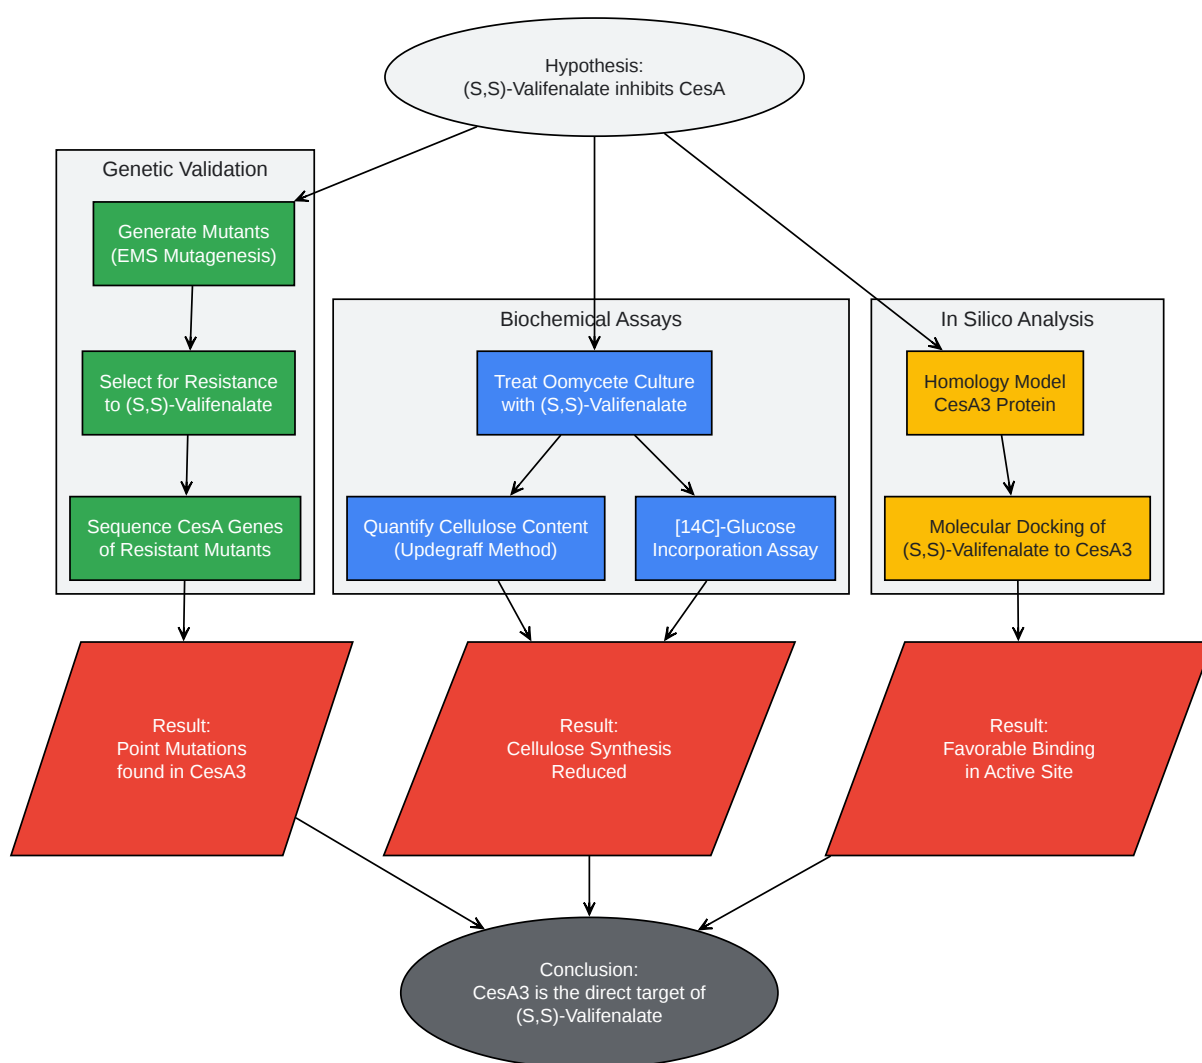 Hypothesis:
(S,S)-Valifenalate inhibits CesA
Genetic Validation
Generate Mutants
(EMS Mutagenesis)
Select for Resistance
to (S,S)-Valifenalate
Sequence CesA Genes
of Resistant Mutants
Biochemical Assays
Treat Oomycete Culture
with (S,S)-Valifenalate
Quantify Cellulose Content
(Updegraff Method)
[14C]-Glucose
Incorporation Assay
In Silico Analysis
Homology Model
CesA3 Protein
Molecular Docking of
(S,S)-Valifenalate to CesA3
Result:
Point Mutations
found in CesA3
Result:
Cellulose Synthesis
Reduced
Result:
Favorable Binding
in Active Site
Conclusion:
CesA3 is the direct target of
(S,S)-Valifenalate